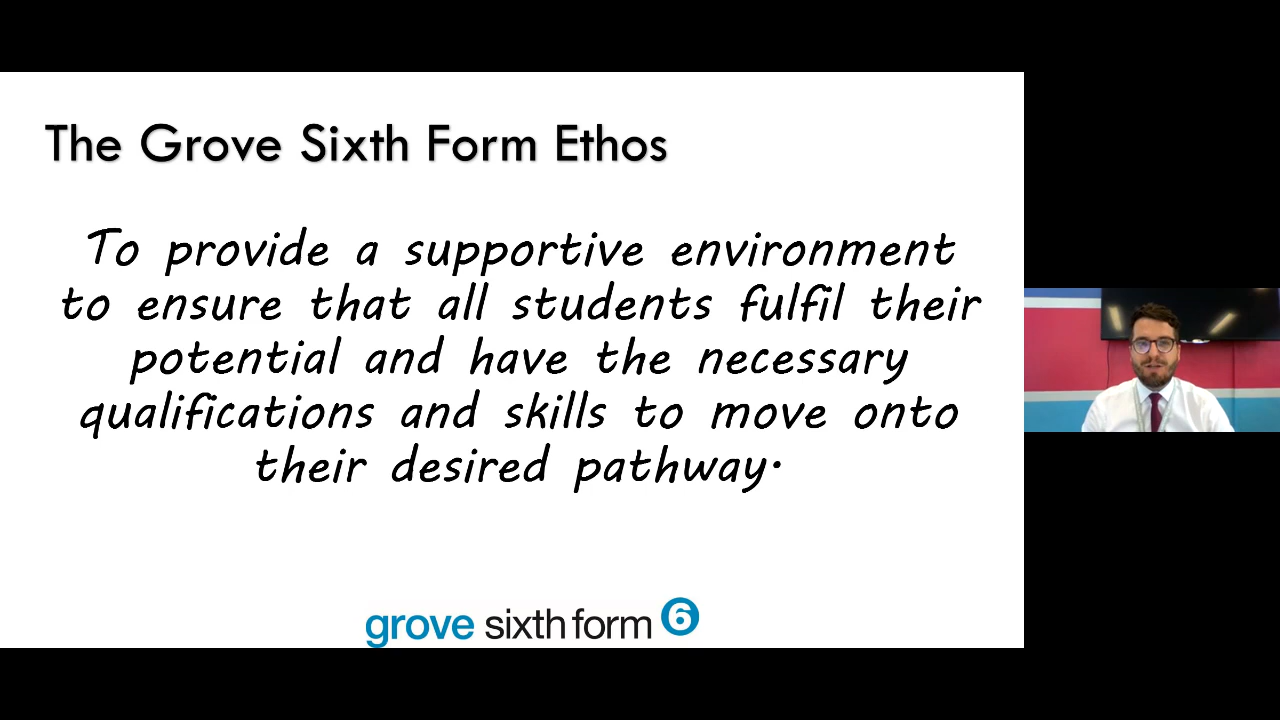 The Grove Sixth Form Ethos
To provide a supportive environment
to ensure that all students fulfil their
potential and have the necessary
qualifications and skills to move onto
their desired pathway.
grove sixth form 6